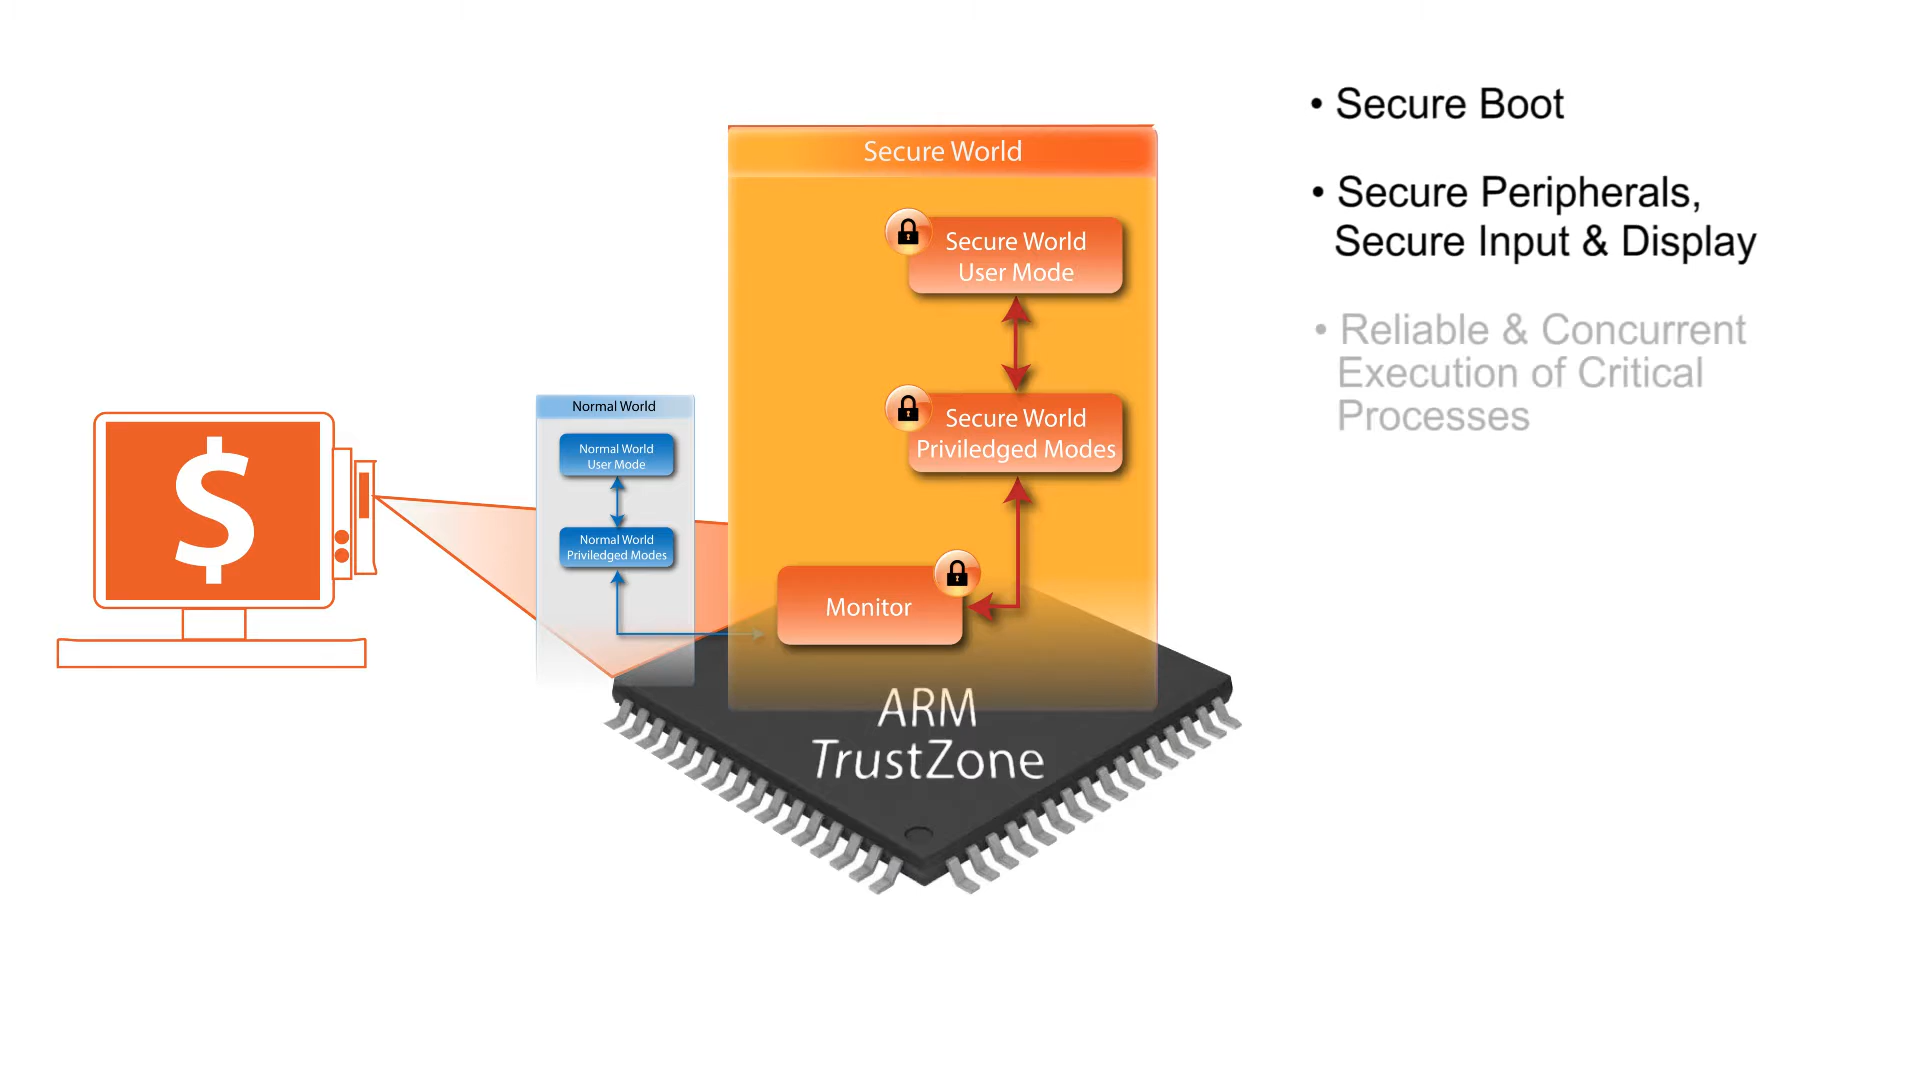 $
Normal World
Normal World
User Mode
Normal World
Priviledged Modes
Secure World
Secure World
User Mode
Secure World
Priviledged Modes
Monitor
ARM
TrustZone
• Secure Boot
• Secure Peripherals,
Secure Input & Display
• Reliable & Concurrent
Execution of Critical
Processes